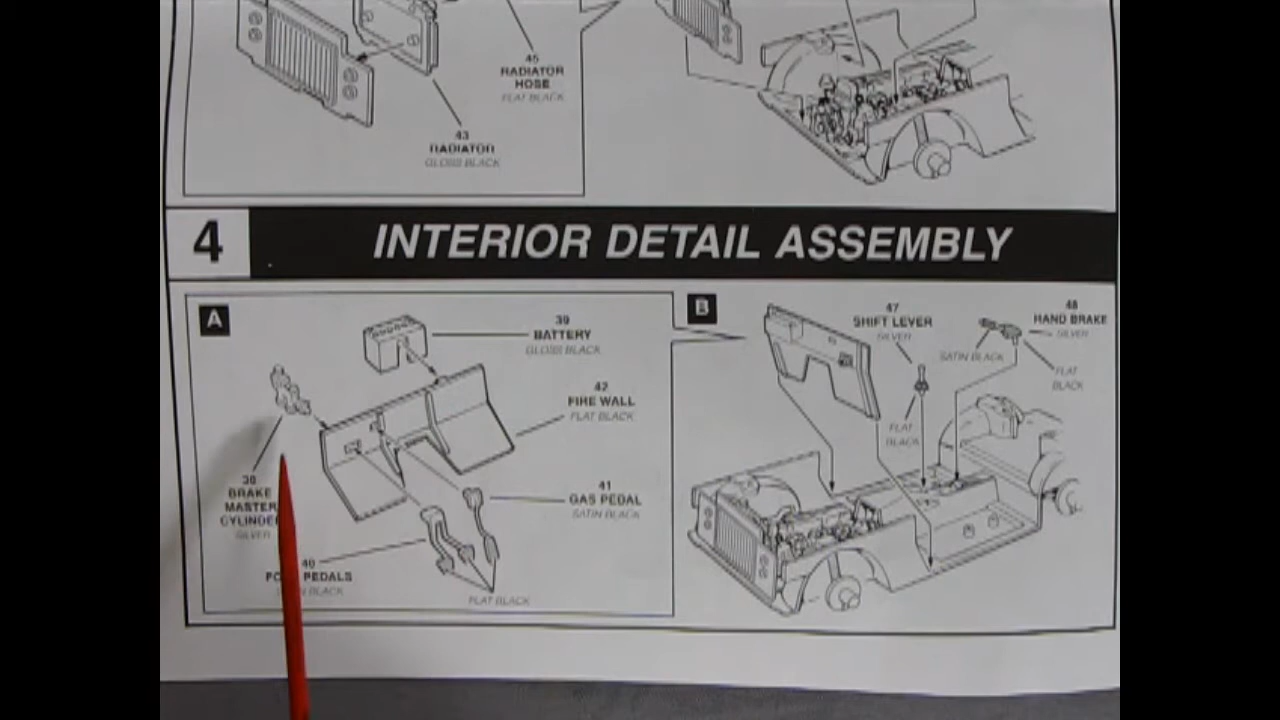 45
RADIATOR
HOSE
FLAT BLACK
43
RADIATOR
GLOSS BLACK
4
INTERIOR DETAIL ASSEMBLY
A
39
BATTERY
GLOSS BLACK
42
FIRE WALL
FLAT BLACK
38
BRAKE
MASTER
CYLINDE
SILVER
41
GAS PEDAL
SATIN BLACK
40
PEDALS
BLACK
FLAT BLACK
B
47
SHIFT LEVER
SILVER
48
HAND BRAKE
SILVER
SATIN BLACK
FLAT
BLACK
FLAT
BLACK